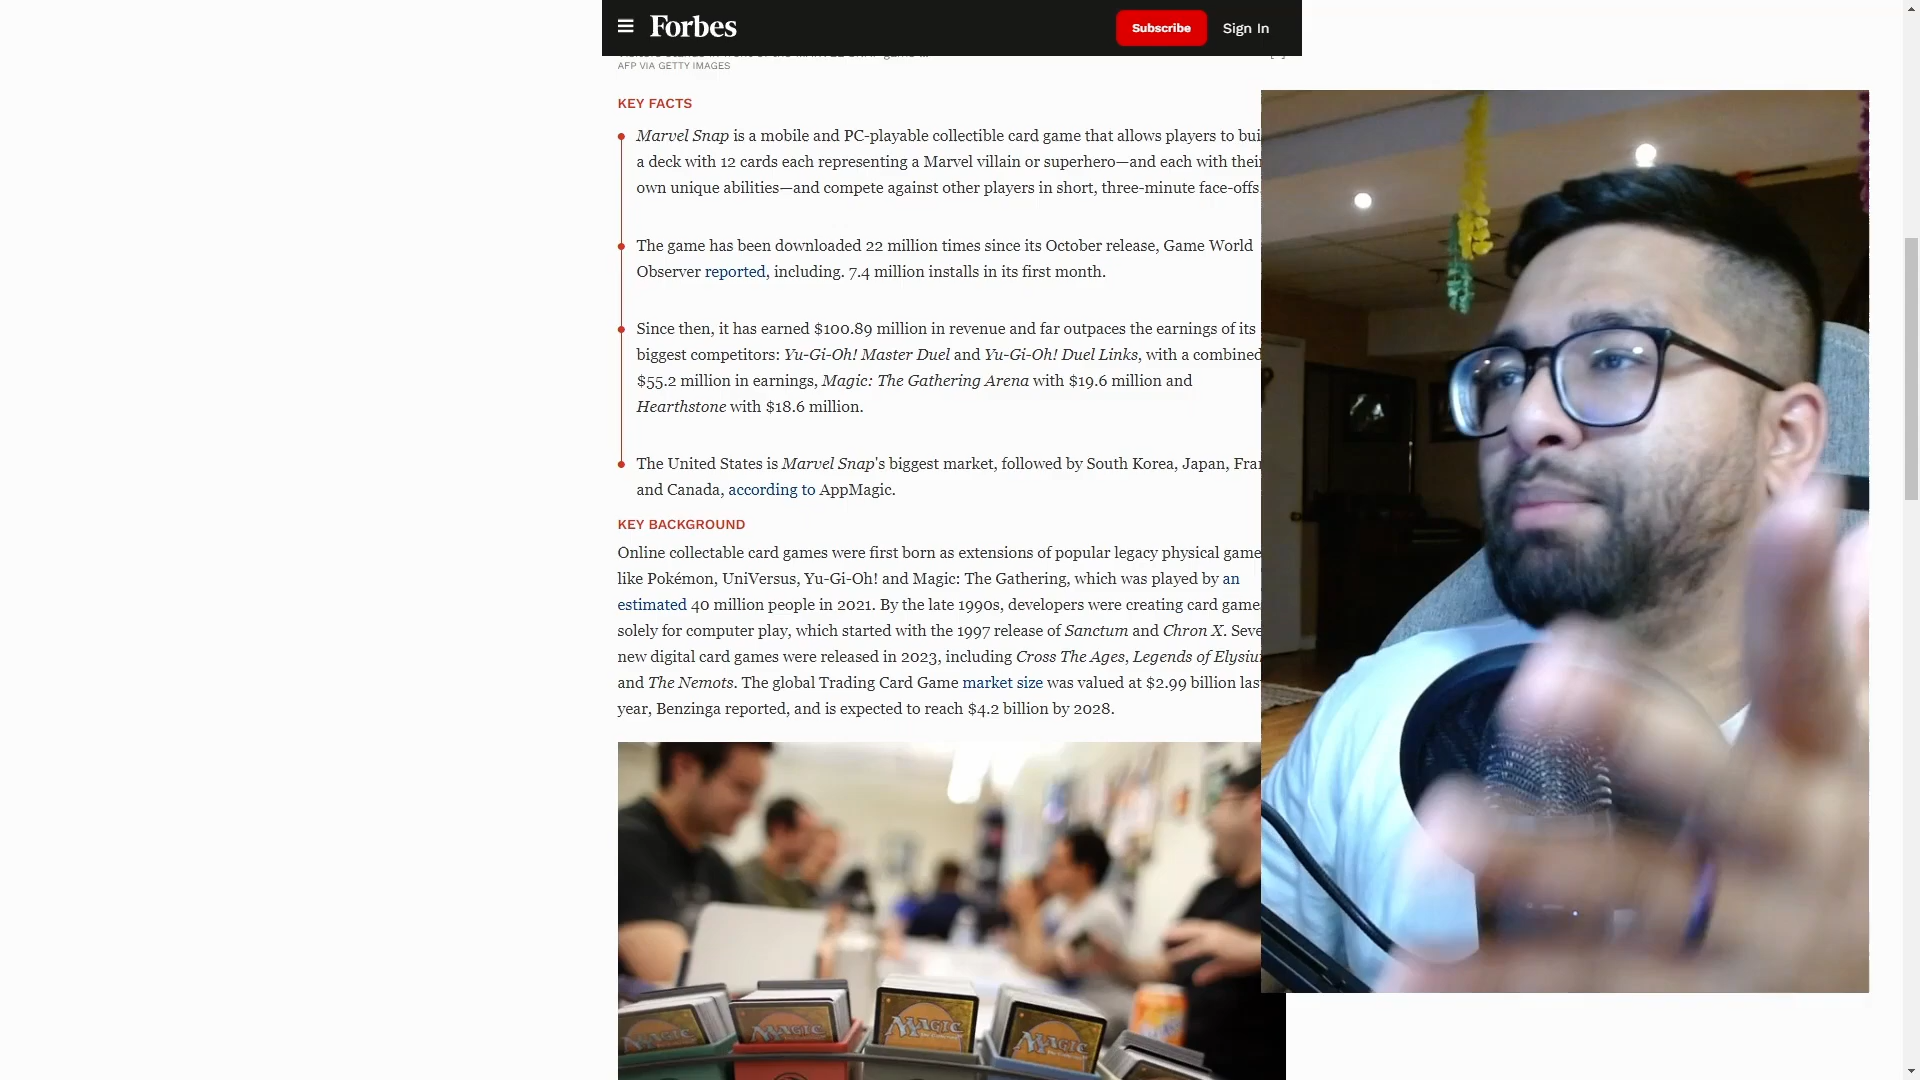 Forbes
Subscribe
Sign In
AFP VIA GETTY IMAGES
KEY FACTS
Marvel Snap is a mobile and PC-playable collectible card game that allows players to
a deck with 12 cards each representing a Marvel villain or superhero—and each with
own unique abilities—and compete against other players in short, three-minute face-offs
The game has been downloaded 22 million times since its October release, Game World
Observer reported, including. 7.4 million installs in its first month.
Since then, it has earned $100.89 million in revenue and far outpaces the earnings of its
biggest competitors: Yu-Gi-Oh! Master Duel and Yu-Gi-Oh! Duel Links, with a combined
$55.2 million in earnings, Magic: The Gathering Arena with $19.6 million and
Hearthstone with $18.6 million.
The United States is Marvel Snap's biggest market, followed by South Korea, Japan,
and Canada, according to AppMagic.
KEY BACKGROUND
Online collectable card games were first born as extensions of popular legacy physical game
like Pokémon, UniVersus, Yu-Gi-Oh! and Magic: The Gathering, which was played by an
estimated 40 million people in 2021. By the late 1990s, developers were creating card game
solely for computer play, which started with the 1997 release of Sanctum and Chron X.
new digital card games were released in 2023, including Cross The Ages, Legends of
and The Nemots. The global Trading Card Game market size was valued at $2.99 billion
year, Benzinga reported, and is expected to reach $4.2 billion by 2028.
MAGIC
MAGIC
MAGIC
MAGIC